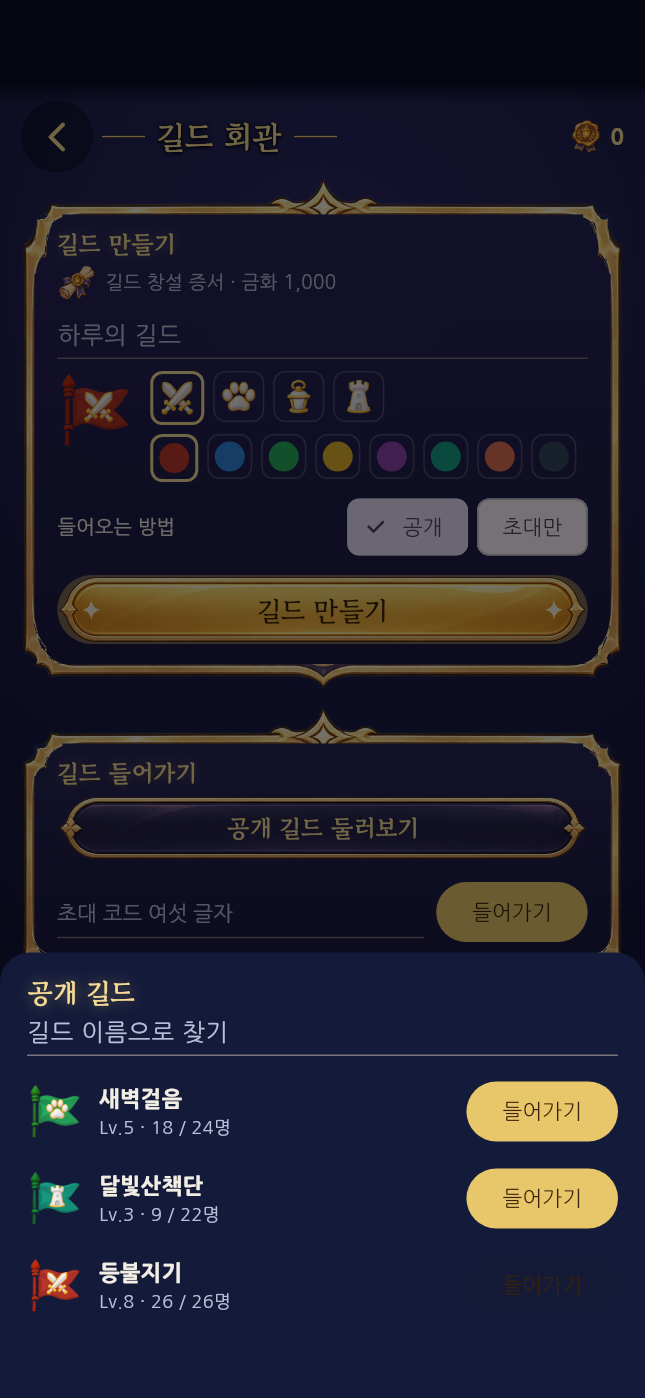 길드 회관
0
길드 만들기
길드 창설 증서 · 금화 1,000
하루의 길드
들어오는 방법
공개
초대만
길드 만들기
길드 들어가기
공개 길드 둘러보기
초대 코드 여섯 글자
들어가기
공개 길드
길드 이름으로 찾기
새벽걸음
Lv.5 · 18 / 24명
들어가기
달빛산책단
Lv.3 · 9 / 22명
들어가기
등불지기
Lv.8 · 26 / 26명
들어가기